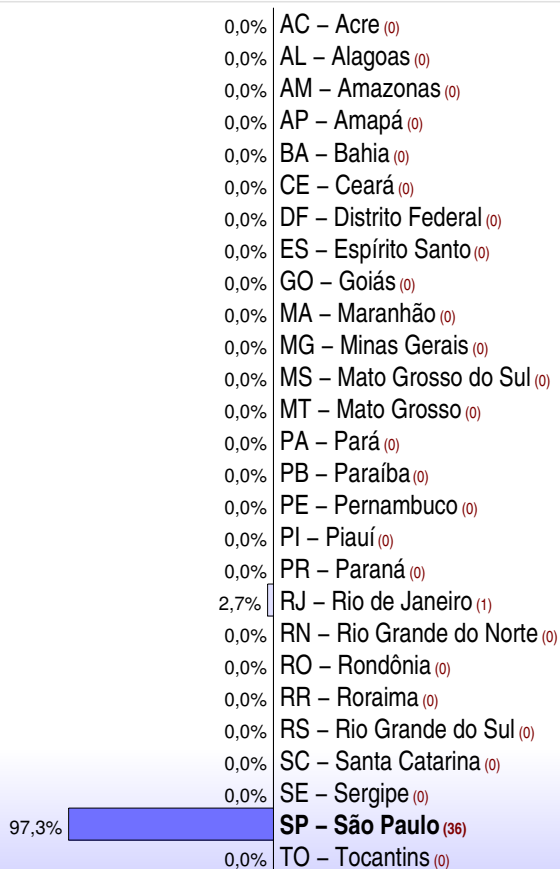 0,0% AC – Acre (0)
0,0% AL – Alagoas (0)
0,0% AM – Amazonas (0)
0,0% AP – Amapá (0)
0,0% BA – Bahia (0)
0,0% CE – Ceará (0)
0,0% DF – Distrito Federal (0)
0,0% ES – Espírito Santo (0)
0,0% GO – Goiás (0)
0,0% MA – Maranhão (0)
0,0% MG – Minas Gerais (0)
0,0% MS – Mato Grosso do Sul (0)
0,0% MT – Mato Grosso (0)
0,0% PA – Pará (0)
0,0% PB – Paraíba (0)
0,0% PE – Pernambuco (0)
0,0% PI – Piauí (0)
0,0% PR – Paraná (0)
2,7% RJ – Rio de Janeiro (1)
0,0% RN – Rio Grande do Norte (0)
0,0% RO – Rondônia (0)
0,0% RR – Roraima (0)
0,0% RS – Rio Grande do Sul (0)
0,0% SC – Santa Catarina (0)
0,0% SE – Sergipe (0)
97,3% SP – São Paulo (36)
0,0% TO – Tocantins (0)